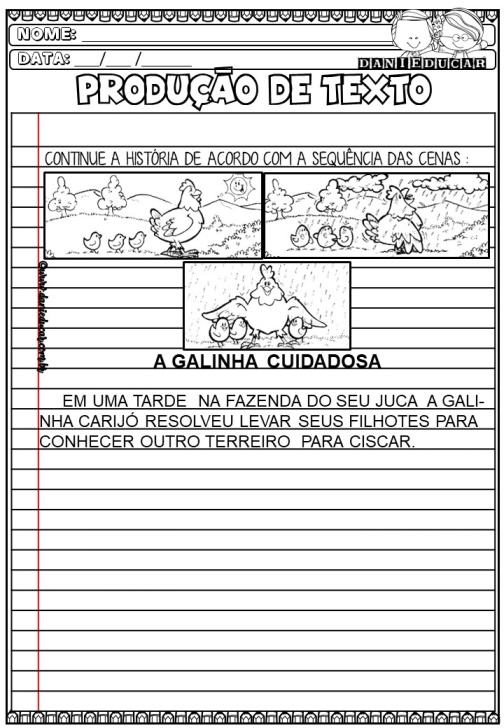 NOME:
DATA: ___/___/______
DANIEDUCAR
PRODUÇÃO DE TEXTO
CONTINUE A HISTÓRIA DE ACORDO COM A SEQUÊNCIA DAS CENAS :
A GALINHA CUIDADOSA
EM UMA TARDE NA FAZENDA DO SEU JUCA A GALI-
NHA CARIJÓ RESOLVEU LEVAR SEUS FILHOTES PARA
CONHECER OUTRO TERREIRO PARA CISCAR.